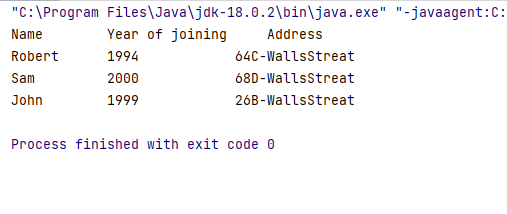 "C:\Program Files\Java\jdk-18.0.2\bin\java.exe" "-javaagent:C:
Name        Year of joining     Address
Robert      1994            64C-WallsStreat
Sam         2000            68D-WallsStreat
John        1999            26B-WallsStreat
Process finished with exit code 0